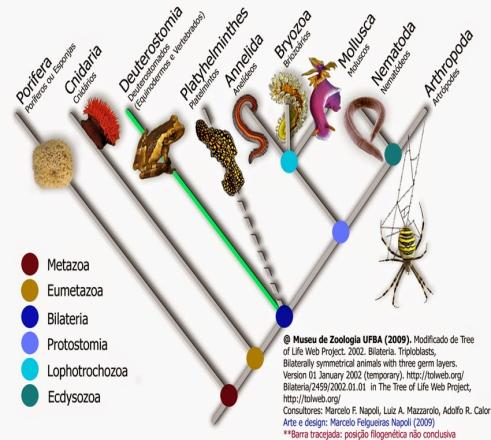 Porifera
Poríferos ou Esponjas
Cnidaria
Cnidários
Deuterostomia
Deuterostomados
(Equinodermos e Vertebrados)
Platyhelminthes
Platelmintos
Annelida
Anelídeos
Bryozoa
Briozoários
Mollusca
Moluscos
Nematoda
Nematódeos
Arthropoda
Artrópodes
Metazoa
Eumetazoa
Bilateria
Protostomia
Lophotrochozoa
Ecdysozoa
@ Museu de Zoologia UFBA (2009). Modificado de Tree
of Life Web Project. 2002. Bilateria. Triploblasts,
Bilaterally symmetrical animals with three germ layers.
Version 01 January 2002 (temporary). http://tolweb.org/
Bilateria/2459/2002.01.01 in The Tree of Life Web Project,
http://tolweb.org/
Consultores: Marcelo F. Napoli, Luiz A. Mazzarolo, Adolfo R. Calor
Arte e design: Marcelo Felgueiras Napoli (2009)
**Barra tracejada: posição filogenética não conclusiva